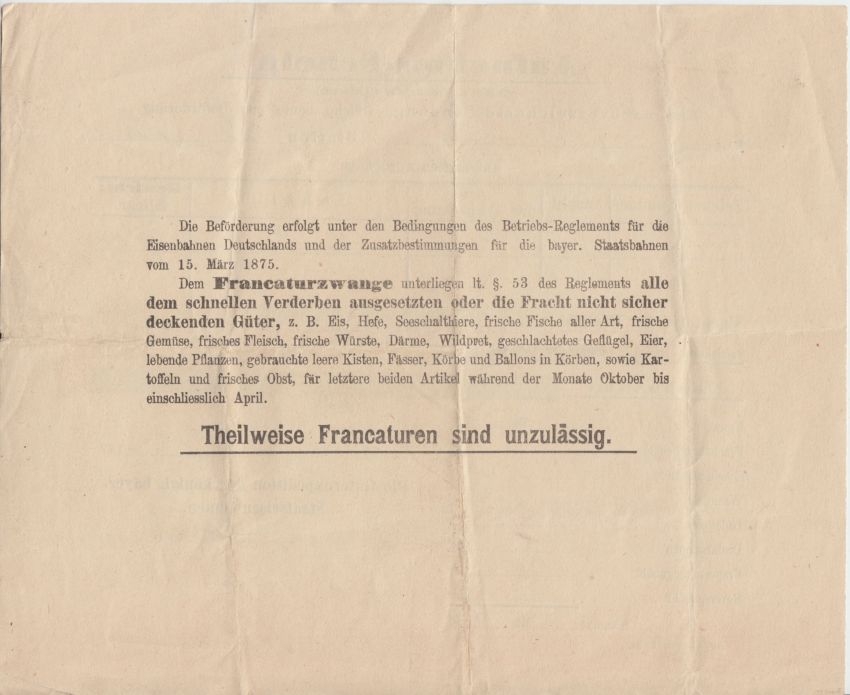 Die Beförderung erfolgt unter den Bedingungen des Betriebs-Reglements für die
Eisenbahnen Deutschlands und der Zusatzbestimmungen für die bayer. Staatsbahnen
vom 15. März 1875.
Dem Francaturzwange unterliegen lt. §. 53 des Reglements alle
dem schnellen Verderben ausgesetzten oder die Fracht nicht sicher
deckenden Güter, z. B. Eis, Hefe, Seeschalthiere, frische Fische aller Art, frische
Gemüse, frisches Fleisch, frische Würste, Därme, Wildpret, geschlachtetes Geflügel, Eier,
lebende Pflanzen, gebrauchte leere Kisten, Fässer, Körbe und Ballons in Körben, sowie Kar-
toffeln und frisches Obst, für letztere beiden Artikel während der Monate Oktober bis
einschliesslich April.
Theilweise Francaturen sind unzulässig.